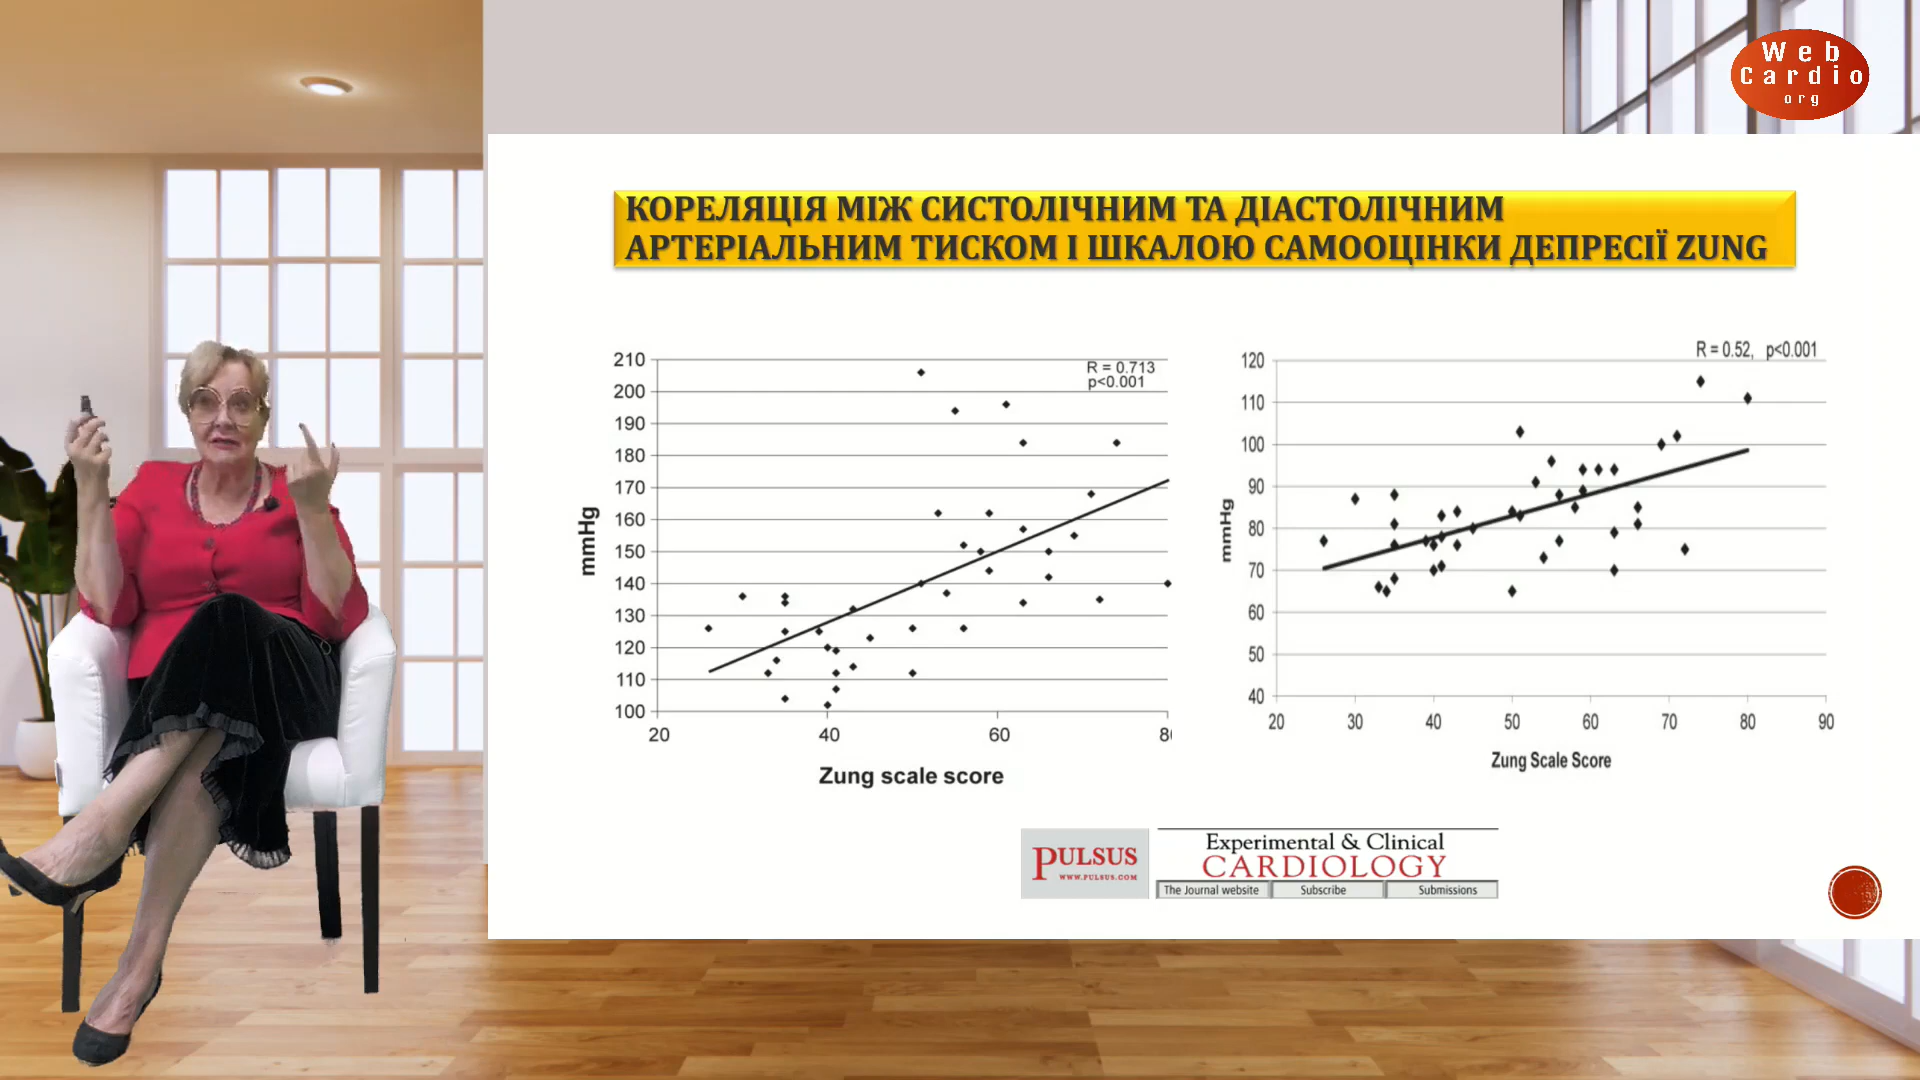 Web
Cardio
org
КОРЕЛЯЦІЯ МІЖ СИСТОЛІЧНИМ ТА ДІАСТОЛІЧНИМ
АРТЕРІАЛЬНИМ ТИСКОМ І ШКАЛОЮ САМООЦІНКИ ДЕПРЕСІЇ ZUNG
210
200
190
180
170
160
150
140
130
120
110
100
mmHg
R = 0.713
p<0.001
20 40 60
Zung scale score
R = 0.52, p<0.001
120
110
100
90
80
70
60
50
40
mmHg
20 30 40 50 60 70 80 90
Zung Scale Score
PULSUS
WWW.PULSUS.COM
Experimental & Clinical
CARDIOLOGY
The Journal website Subscribe Submissions